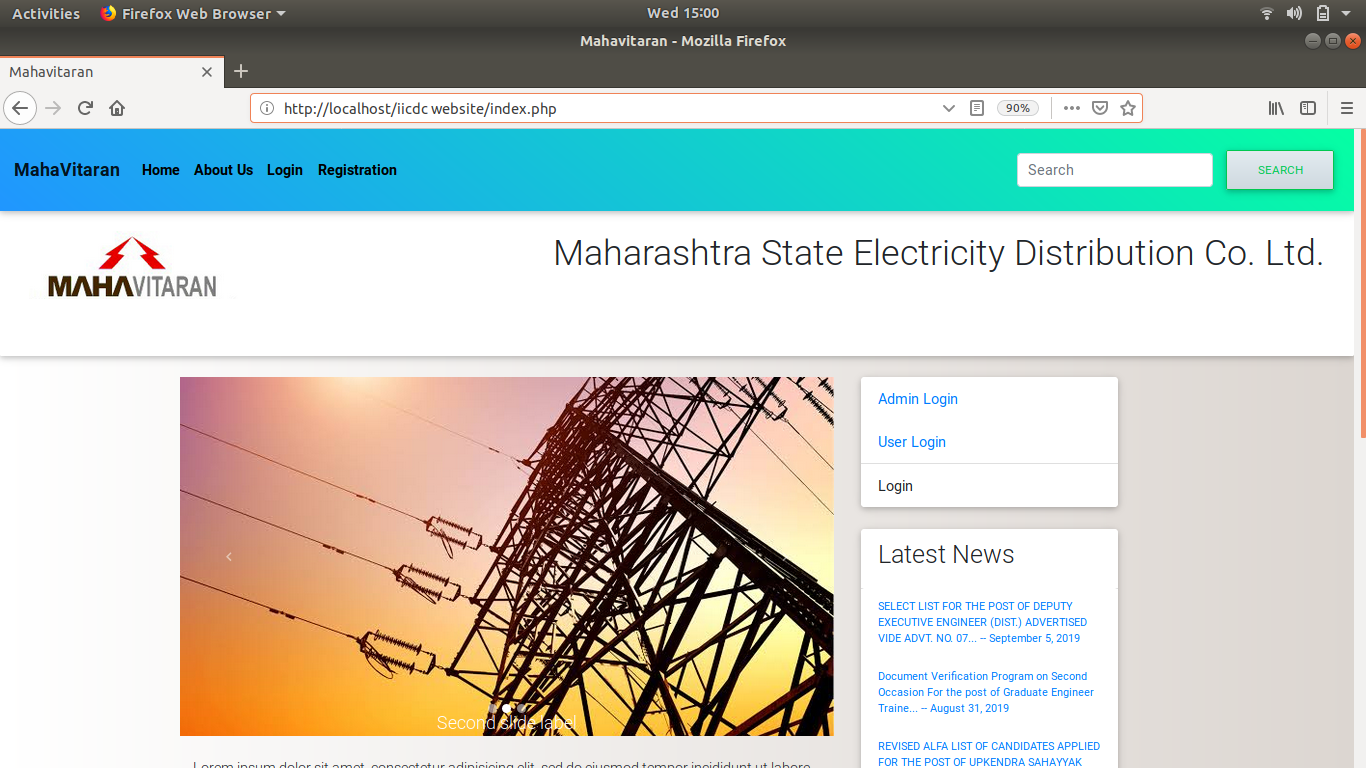 Activities Firefox Web Browser Wed 15:00
Mahavitaran - Mozilla Firefox
Mahavitaran
http://localhost/iicdc website/index.php 90%
MahaVitaran Home About Us Login Registration Search SEARCH
MAHAVITARAN
Maharashtra State Electricity Distribution Co. Ltd.
Second slide label
Lorem ipsum dolor sit amet, consectetur adipisicing elit, sed do eiusmod tempor incididunt ut labore
Admin Login
User Login
Login
Latest News
SELECT LIST FOR THE POST OF DEPUTY
EXECUTIVE ENGINEER (DIST.) ADVERTISED
VIDE ADVT. NO. 07... -- September 5, 2019
Document Verification Program on Second
Occasion For the post of Graduate Engineer
Traine... -- August 31, 2019
REVISED ALFA LIST OF CANDIDATES APPLIED
FOR THE POST OF UPKENDRA SAHAYYAK